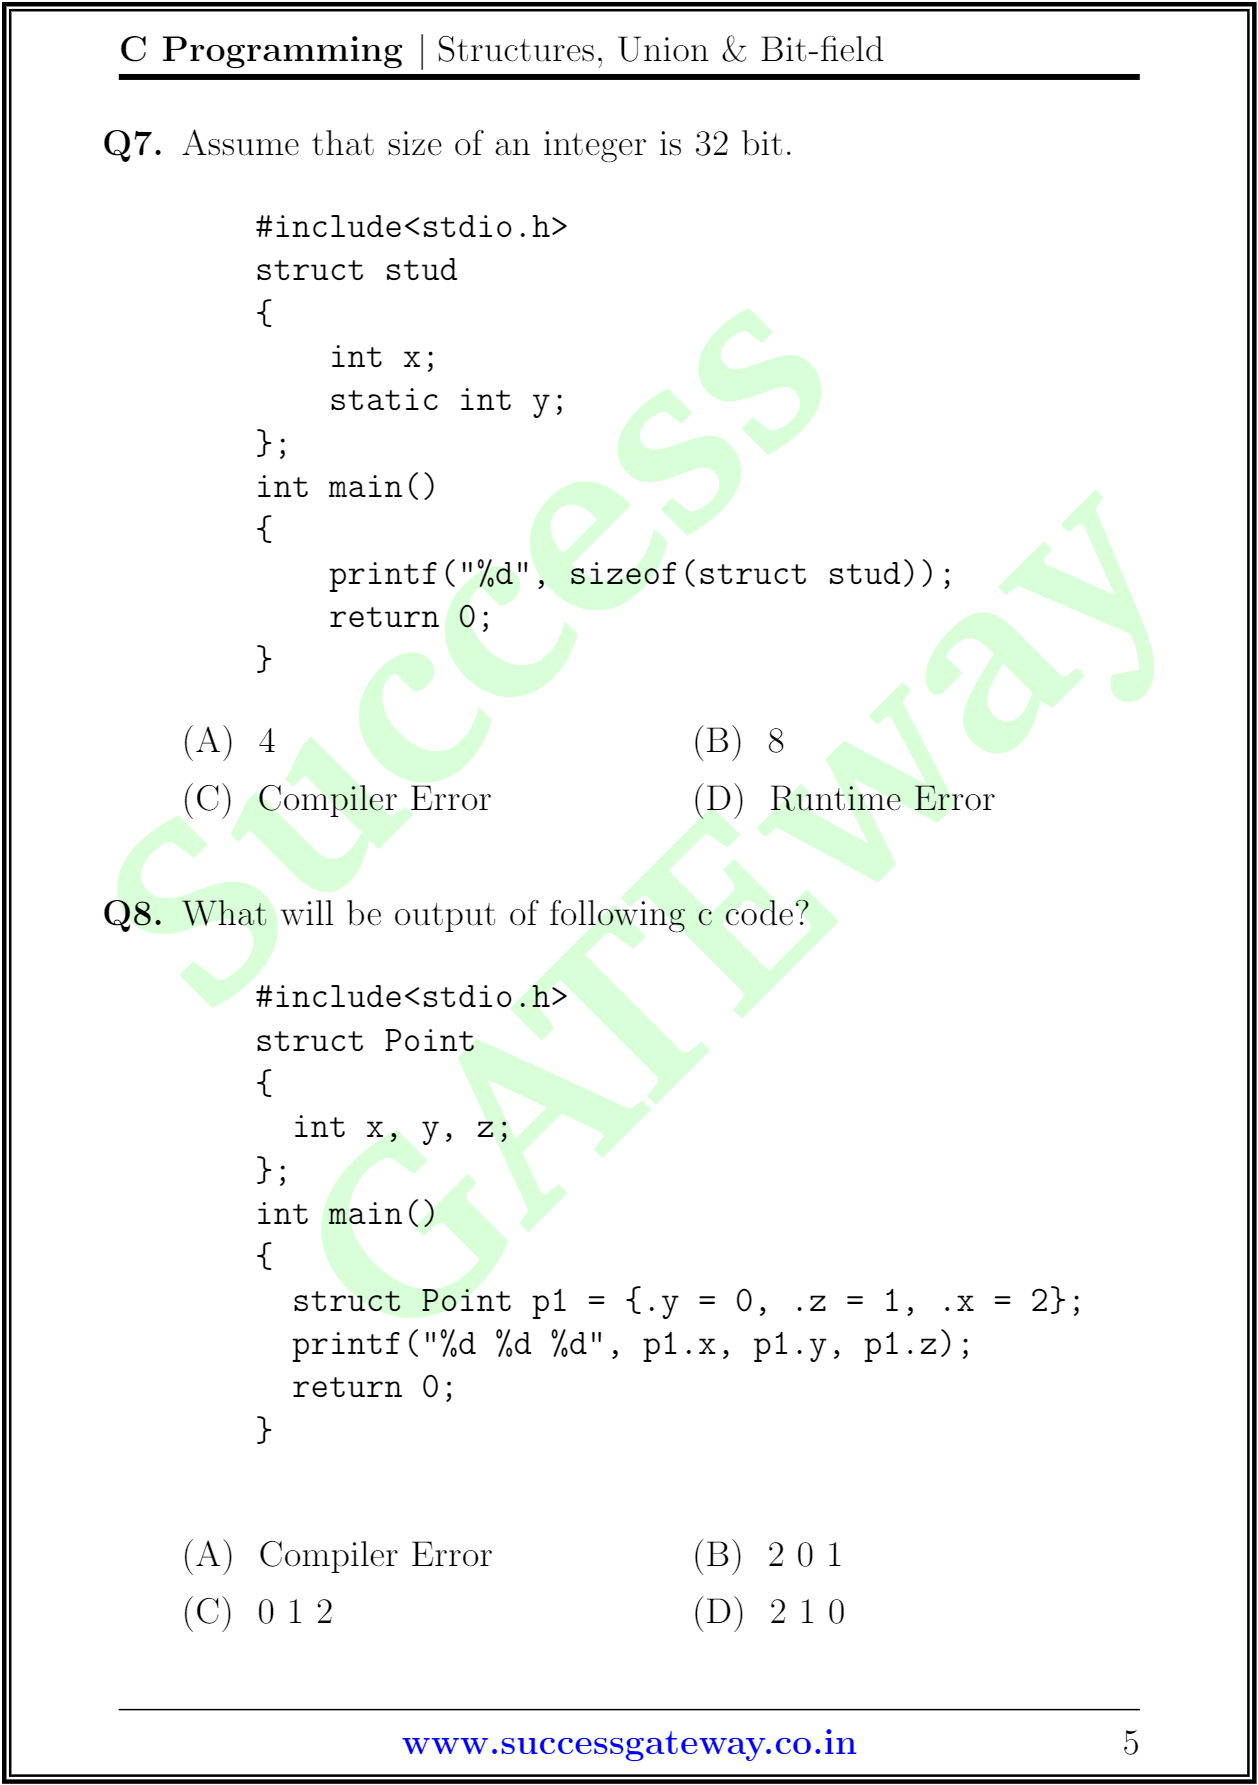 C Programming | Structures, Union & Bit-field
Q7. Assume that size of an integer is 32 bit.
#include<stdio.h>
struct stud
{
    int x;
    static int y;
};
int main()
{
    printf("%d", sizeof(struct stud));
    return 0;
}
(A) 4 (B) 8
(C) Compiler Error (D) Runtime Error
Q8. What will be output of following c code?
#include<stdio.h>
struct Point
{
  int x, y, z;
};
int main()
{
  struct Point p1 = {.y = 0, .z = 1, .x = 2};
  printf("%d %d %d", p1.x, p1.y, p1.z);
  return 0;
}
(A) Compiler Error (B) 2 0 1
(C) 0 1 2 (D) 2 1 0
www.successgateway.co.in 5
Success
GATEway